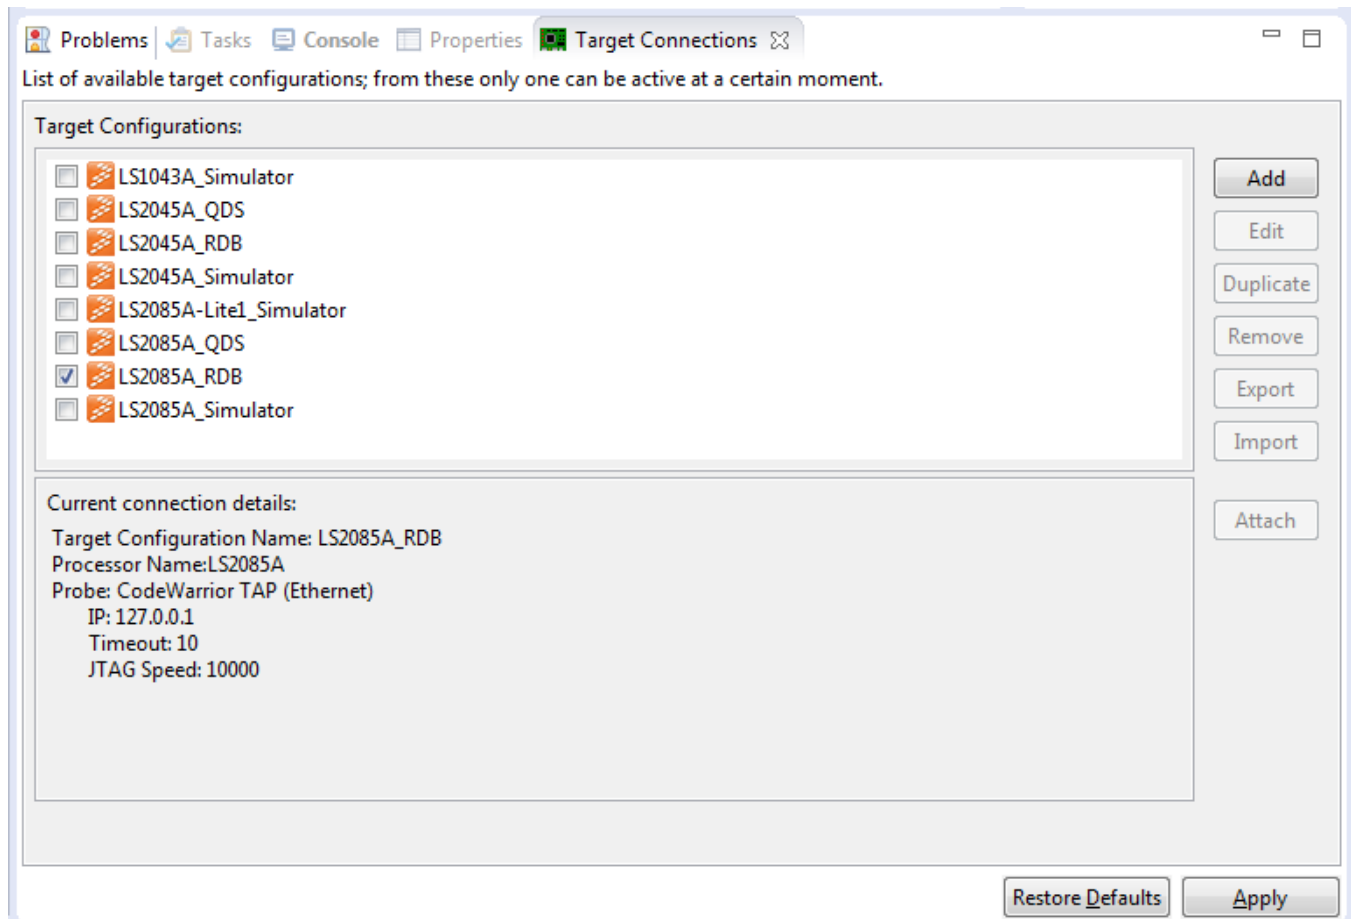 Problems Tasks Console Properties Target Connections
List of available target configurations; from these only one can be active at a certain moment.
Target Configurations:
LS1043A_Simulator
LS2045A_QDS
LS2045A_RDB
LS2045A_Simulator
LS2085A-Lite1_Simulator
LS2085A_QDS
LS2085A_RDB
LS2085A_Simulator
Add
Edit
Duplicate
Remove
Export
Import
Attach
Current connection details:
Target Configuration Name: LS2085A_RDB
Processor Name:LS2085A
Probe: CodeWarrior TAP (Ethernet)
IP: 127.0.0.1
Timeout: 10
JTAG Speed: 10000
Restore Defaults Apply